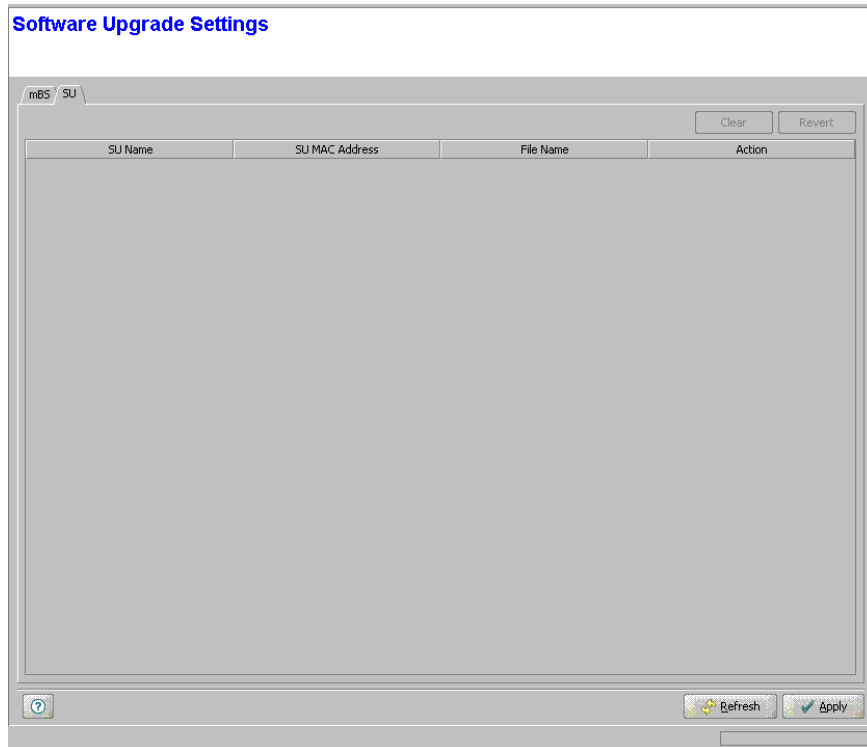 Software Upgrade Settings
mBS SU
Clear Revert
SU Name SU MAC Address File Name Action
? Refresh Apply